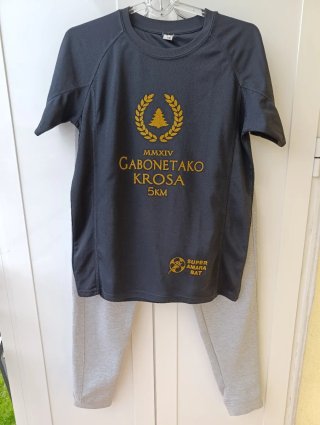 MMXIV
GABONETAKO
KROSA
5KM
SUPER
AMARA
BAT